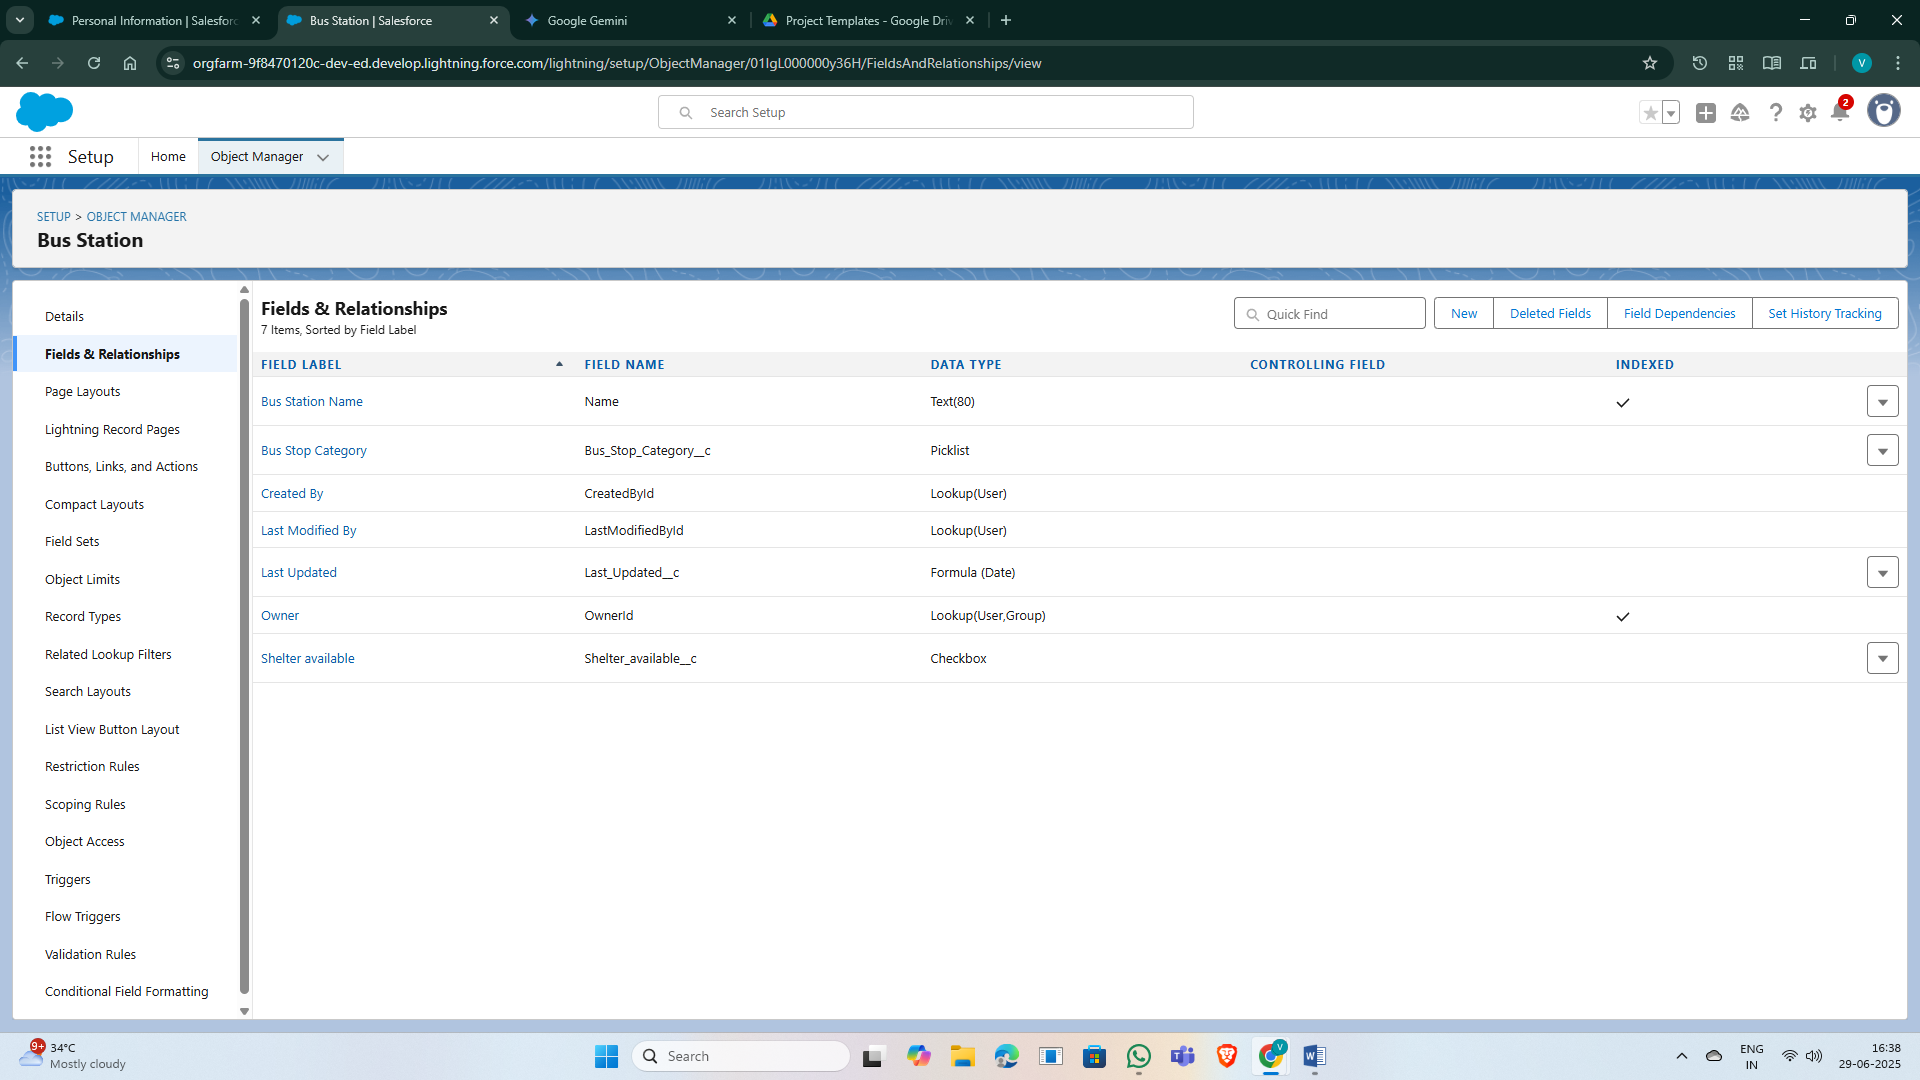 Personal Information | Salesforc
Bus Station | Salesforce
Google Gemini
Project Templates - Google Driv
orgfarm-9f8470120c-dev-ed.develop.lightning.force.com/lightning/setup/ObjectManager/01IgL000000y36H/FieldsAndRelationships/view
V
Search Setup
2
Setup
Home
Object Manager
SETUP > OBJECT MANAGER
Bus Station
Details
Fields & Relationships
Page Layouts
Lightning Record Pages
Buttons, Links, and Actions
Compact Layouts
Field Sets
Object Limits
Record Types
Related Lookup Filters
Search Layouts
List View Button Layout
Restriction Rules
Scoping Rules
Object Access
Triggers
Flow Triggers
Validation Rules
Conditional Field Formatting
Fields & Relationships
7 Items, Sorted by Field Label
Quick Find
New
Deleted Fields
Field Dependencies
Set History Tracking
FIELD LABEL FIELD NAME DATA TYPE CONTROLLING FIELD INDEXED
Bus Station Name Name Text(80)
Bus Stop Category Bus_Stop_Category__c Picklist
Created By CreatedById Lookup(User)
Last Modified By LastModifiedById Lookup(User)
Last Updated Last_Updated__c Formula (Date)
Owner OwnerId Lookup(User,Group)
Shelter available Shelter_available__c Checkbox
9+
34°C
Mostly cloudy
Search
V
ENG
IN
16:38
29-06-2025